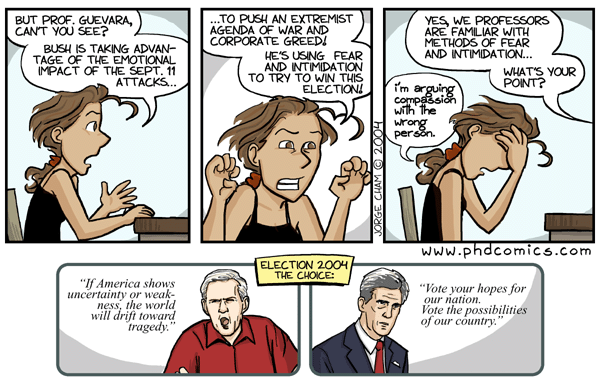 BUT PROF. GUEVARA,
CAN'T YOU SEE?
BUSH IS TAKING ADVAN-
TAGE OF THE EMOTIONAL
IMPACT OF THE SEPT. 11
ATTACKS...
...TO PUSH AN EXTREMIST
AGENDA OF WAR AND
CORPORATE GREED!
HE'S USING FEAR
AND INTIMIDATION
TO TRY TO WIN THIS
ELECTION!
JORGE CHAM © 2004
YES, WE PROFESSORS
ARE FAMILIAR WITH
METHODS OF FEAR
AND INTIMIDATION...
WHAT'S YOUR
POINT?
i'm arguing
compassion
with the
wrong
person.
www.phdcomics.com
ELECTION 2004
THE CHOICE:
"If America shows
uncertainty or weak-
ness, the world
will drift toward
tragedy."
"Vote your hopes for
our nation.
Vote the possibilities
of our country."